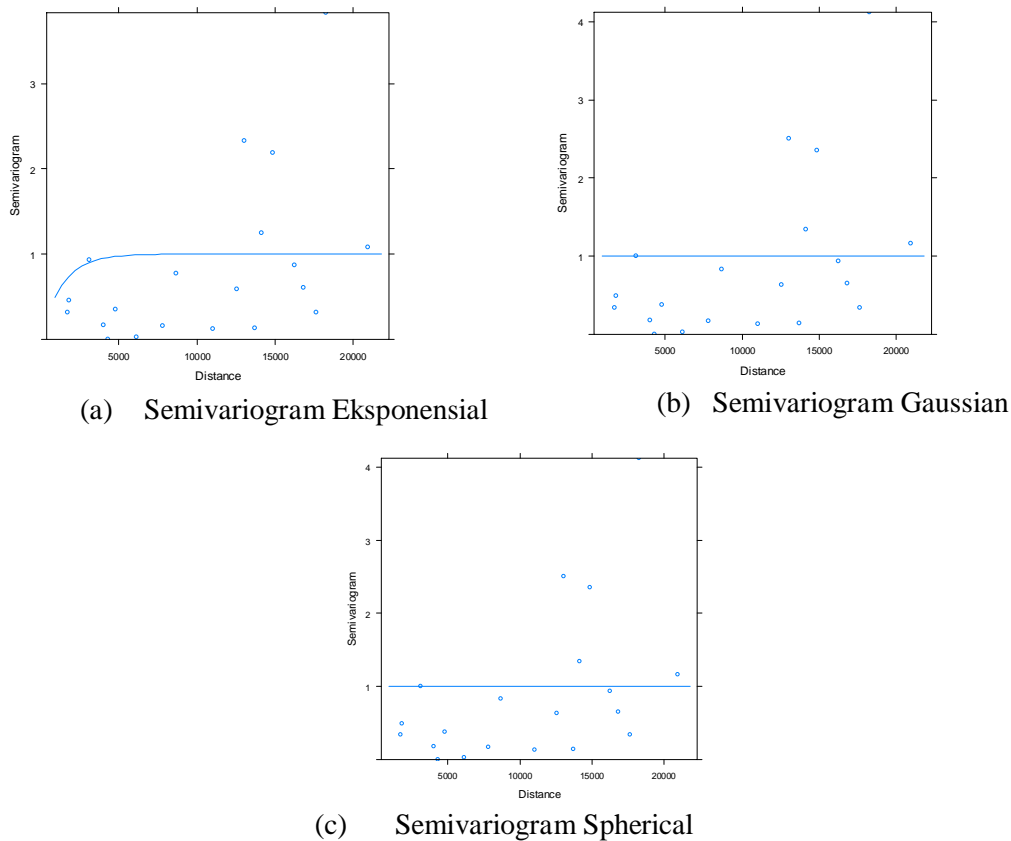 3
2
1
Semivariogram
5000 10000 15000 20000
Distance
(a) Semivariogram Eksponensial
4
3
2
1
Semivariogram
5000 10000 15000 20000
Distance
(b) Semivariogram Gaussian
4
3
2
1
Semivariogram
5000 10000 15000 20000
Distance
(c) Semivariogram Spherical